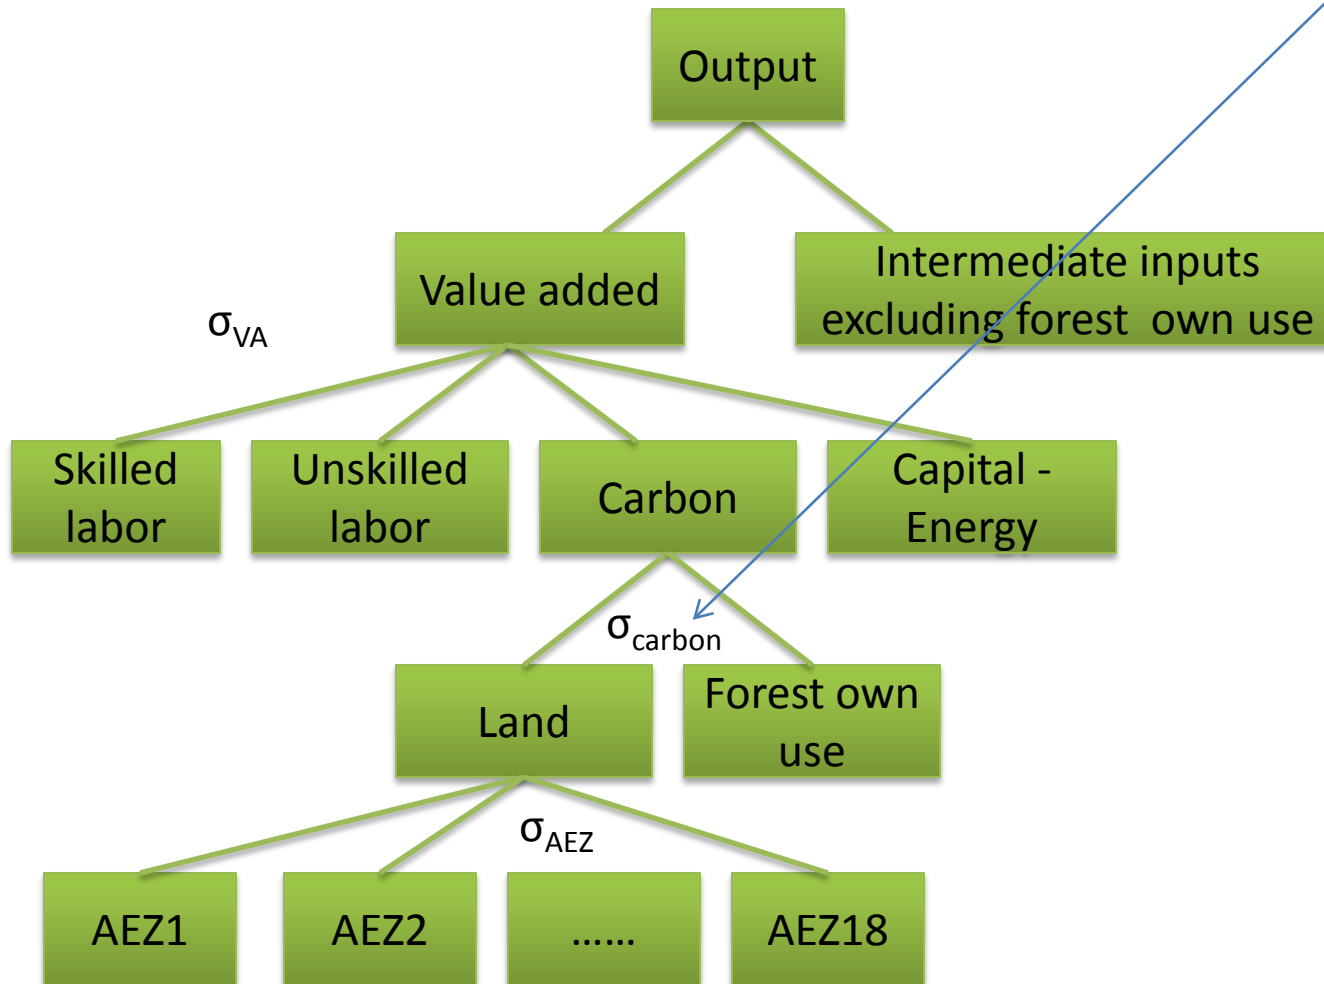 Output
Value added
Intermediate inputs
excluding forest own use
σVA
Skilled
labor
Unskilled
labor
Carbon
Capital -
Energy
σcarbon
Land
Forest own
use
σAEZ
AEZ1
AEZ2
......
AEZ18